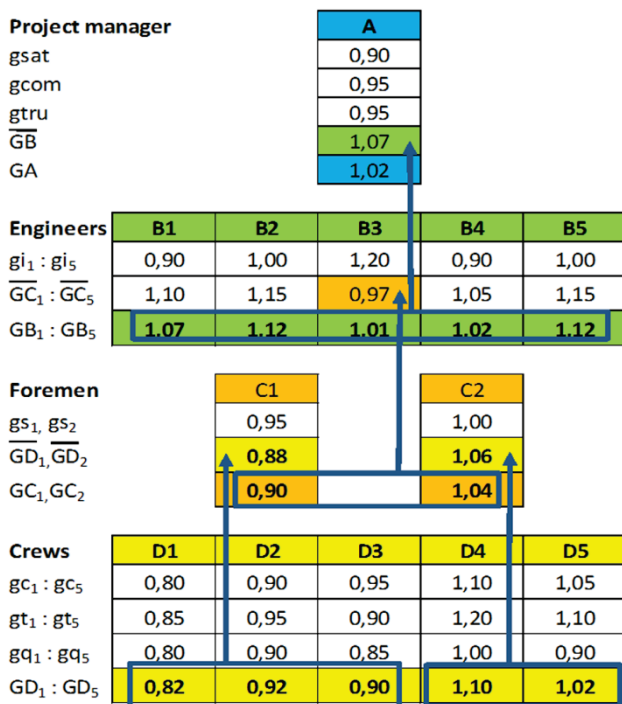 Project manager A
gsat 0,90
gcom 0,95
gtru 0,95
G̅B̅ 1,07
GA 1,02
Engineers B1 B2 B3 B4 B5
gi₁ : gi₅ 0,90 1,00 1,20 0,90 1,00
G̅C̅₁ : G̅C̅₅ 1,10 1,15 0,97 1,05 1,15
GB₁ : GB₅ 1.07 1.12 1.01 1.02 1.12
Foremen C1 C2
gs₁, gs₂ 0,95 1,00
G̅D̅₁,G̅D̅₂ 0,88 1,06
GC₁,GC₂ 0,90 1,04
Crews D1 D2 D3 D4 D5
gc₁ : gc₅ 0,80 0,90 0,95 1,10 1,05
gt₁ : gt₅ 0,85 0,95 0,90 1,20 1,10
gq₁ : gq₅ 0,80 0,90 0,85 1,00 0,90
GD₁ : GD₅ 0,82 0,92 0,90 1,10 1,02